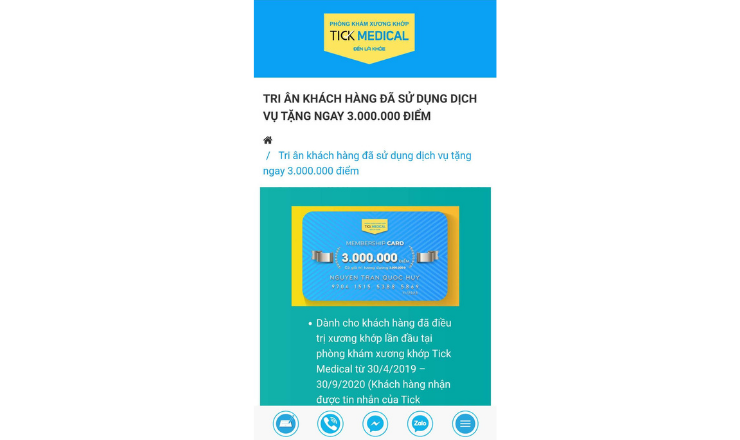 PHÒNG KHÁM XƯƠNG KHỚP
TICK MEDICAL
ĐẾN LÀ KHỎE
TRI ÂN KHÁCH HÀNG ĐÃ SỬ DỤNG DỊCH
VỤ TẶNG NGAY 3.000.000 ĐIỂM
/ Tri ân khách hàng đã sử dụng dịch vụ tặng
ngay 3.000.000 điểm
TICK MEDICAL
MEMBERSHIP CARD
3.000.000
NGUYEN TRAN QUOC HUY
• Dành cho khách hàng đã điều
trị xương khớp lần đầu tại
phòng khám xương khớp Tick
Medical từ 30/4/2019 –
30/9/2020 (Khách hàng nhận
được tin nhắn của Tick
Zalo